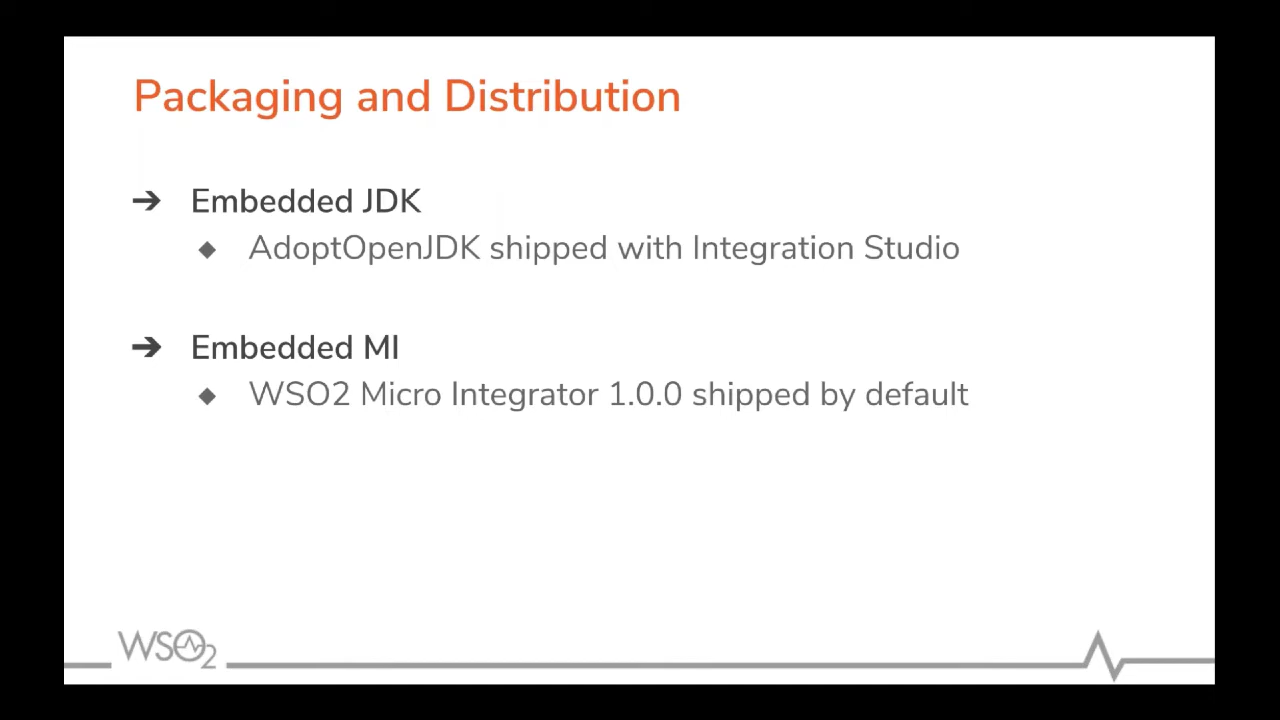 Packaging and Distribution
➔ Embedded JDK
◆ AdoptOpenJDK shipped with Integration Studio
➔ Embedded MI
◆ WSO2 Micro Integrator 1.0.0 shipped by default
WSO2